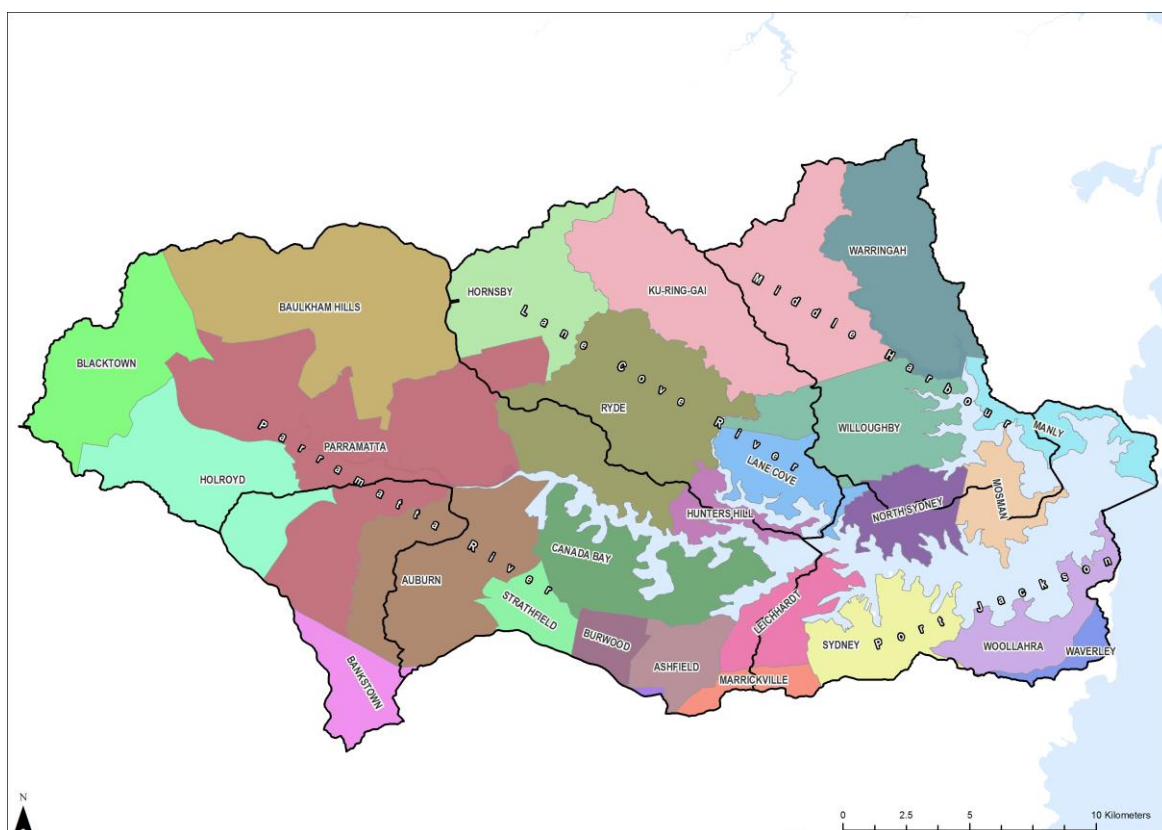 WARRINGAH
KU-RING-GAI
HORNSBY
BAULKHAM HILLS
BLACKTOWN
Middle Harbour
Lane Cove River
RYDE
WILLOUGHBY
MANLY
PARRAMATTA
Parramatta River
HOLROYD
LANE COVE
MOSMAN
NORTH SYDNEY
HUNTERS HILL
CANADA BAY
AUBURN
STRATHFIELD
LEICHHARDT
Port Jackson
BURWOOD
SYDNEY
WOOLLAHRA
WAVERLEY
ASHFIELD
MARRICKVILLE
BANKSTOWN
N
0 2.5 5 10 Kilometers